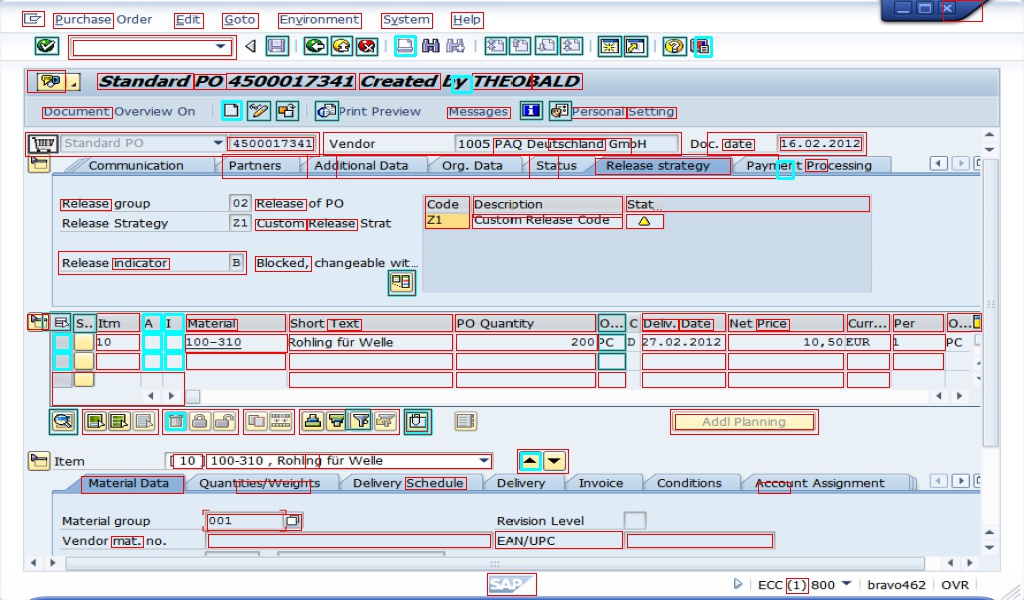 Purchase Order Edit Goto Environment System Help
Standard PO 4500017341 Created by THEOBALD
Document Overview On Print Preview Messages Personal Setting
Standard PO 4500017341 Vendor 1005 PAQ Deutschland GmbH Doc. date 16.02.2012
Communication Partners Additional Data Org. Data Status Release strategy Payment Processing
Release group 02 Release of PO Code Description Stat...
Release Strategy Z1 Custom Release Strat Z1 Custom Release Code
Release indicator B Blocked, changeable wit...
S.. Itm A I Material Short Text PO Quantity O... C Deliv. Date Net Price Curr... Per O...
10 100-310 Rohling für Welle 200 PC D 27.02.2012 10,50 EUR 1 PC
Addl Planning
Item [ 10 ] 100-310 , Rohling für Welle
Material Data Quantities/Weights Delivery Schedule Delivery Invoice Conditions Account Assignment
Material group 001 Revision Level
Vendor mat. no. EAN/UPC
SAP ECC (1) 800 bravo462 OVR